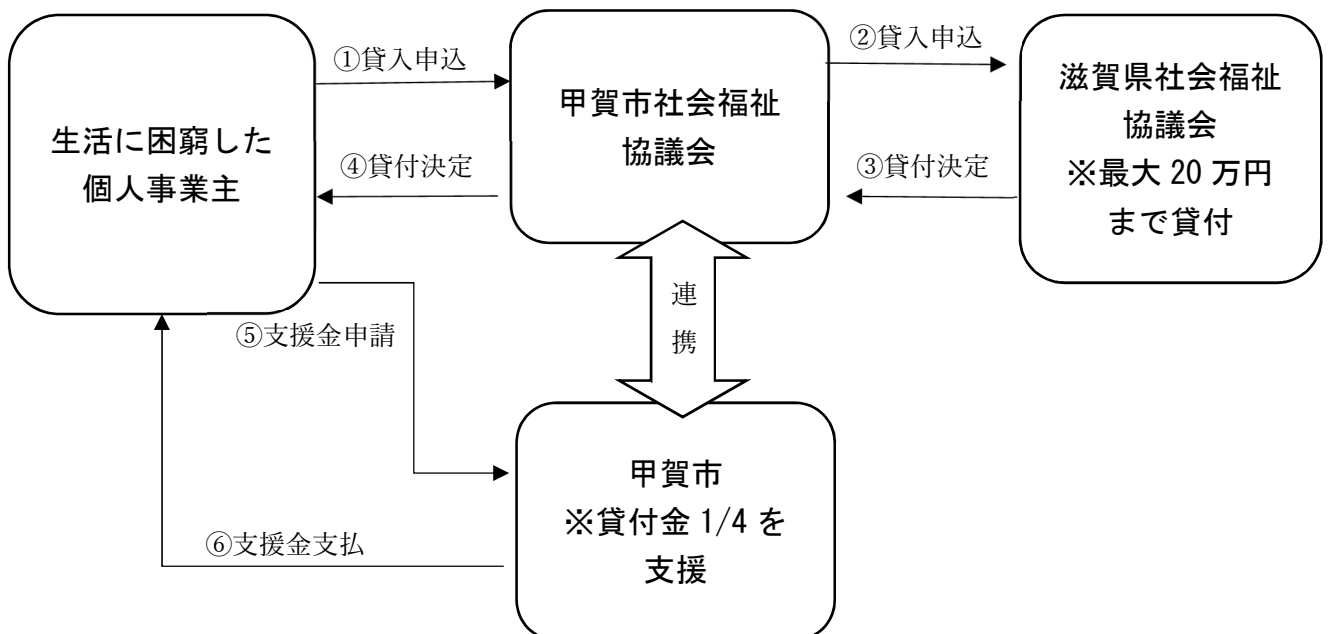 生活に困窮した
個人事業主
①貸入申込
④貸付決定
甲賀市社会福祉
協議会
②貸入申込
③貸付決定
滋賀県社会福祉
協議会
※最大 20 万円
まで貸付
連
携
⑤支援金申請
⑥支援金支払
甲賀市
※貸付金 1/4 を
支援